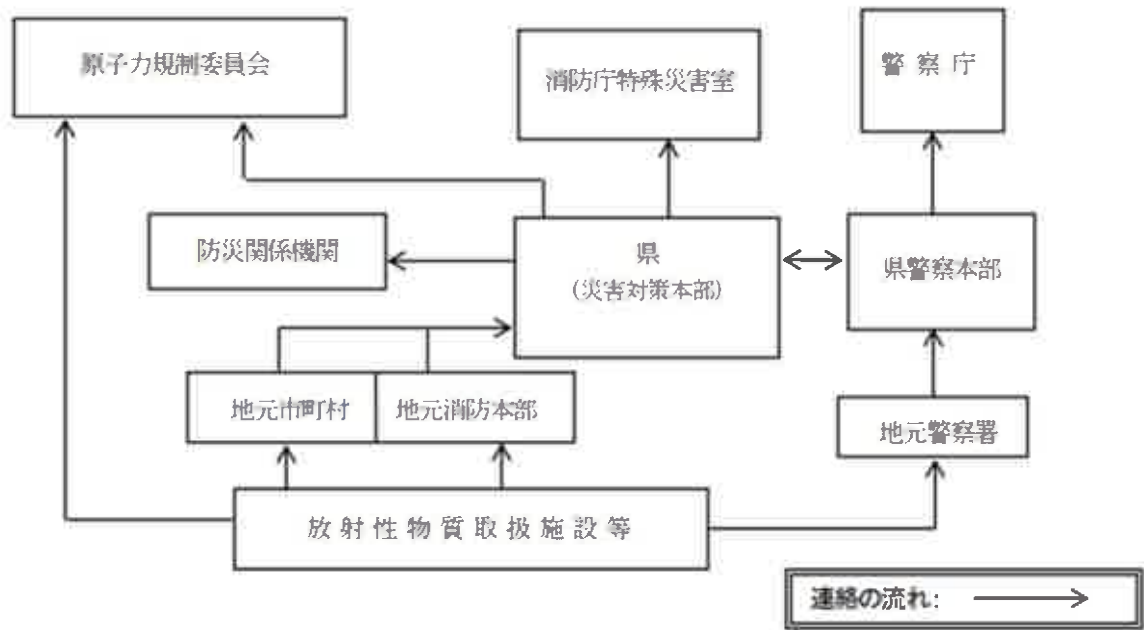 原子力規制委員会
消防庁特殊災害室
警察庁
防災関係機関
県
(災害対策本部)
県警察本部
地元市町村
地元消防本部
地元警察署
放射性物質取扱施設等
連絡の流れ: